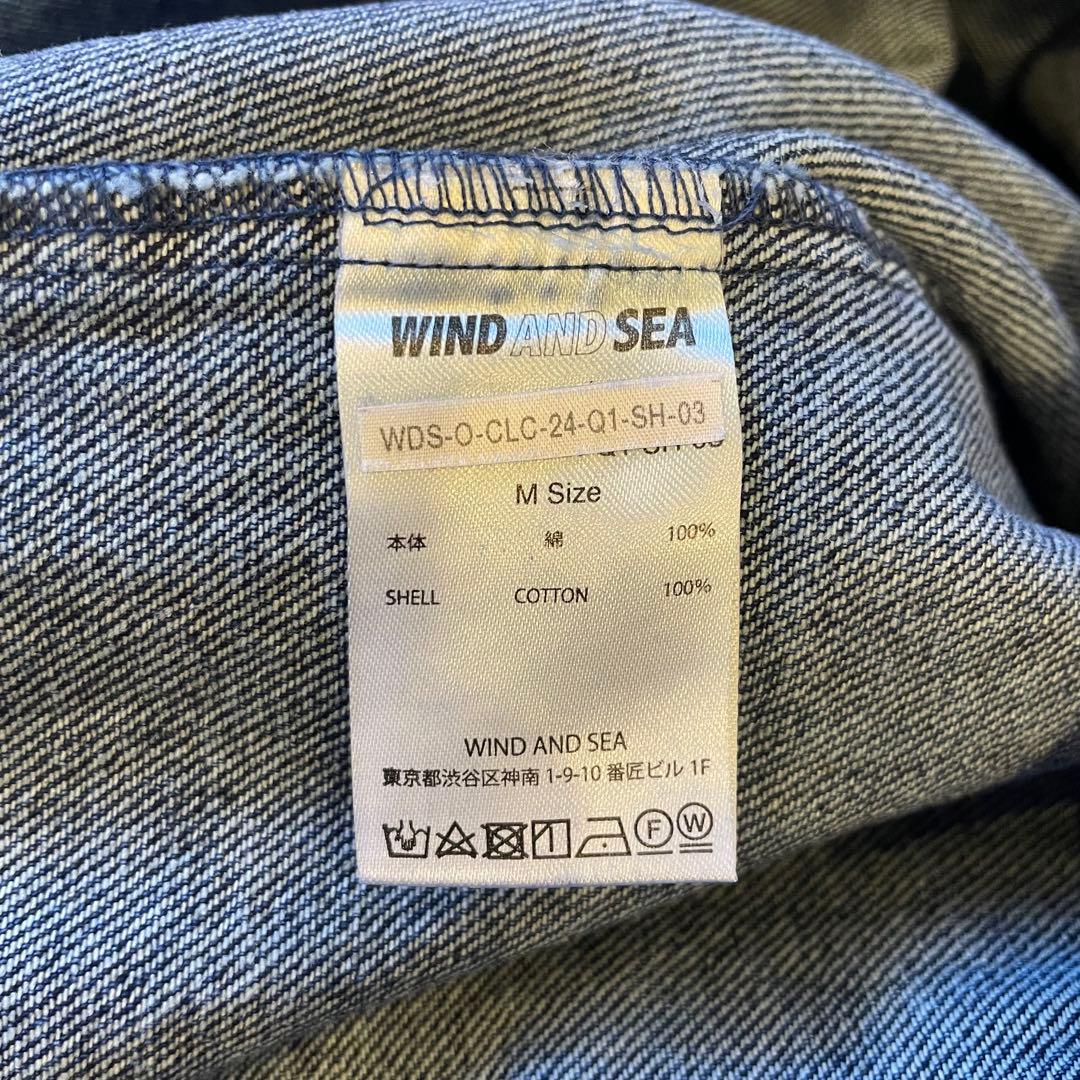 WIND AND SEA
WDS-O-CLC-24-Q1-SH-03
M Size
本体 綿 100%
SHELL COTTON 100%
WIND AND SEA
東京都渋谷区神南 1-9-10 番匠ビル 1F
F W